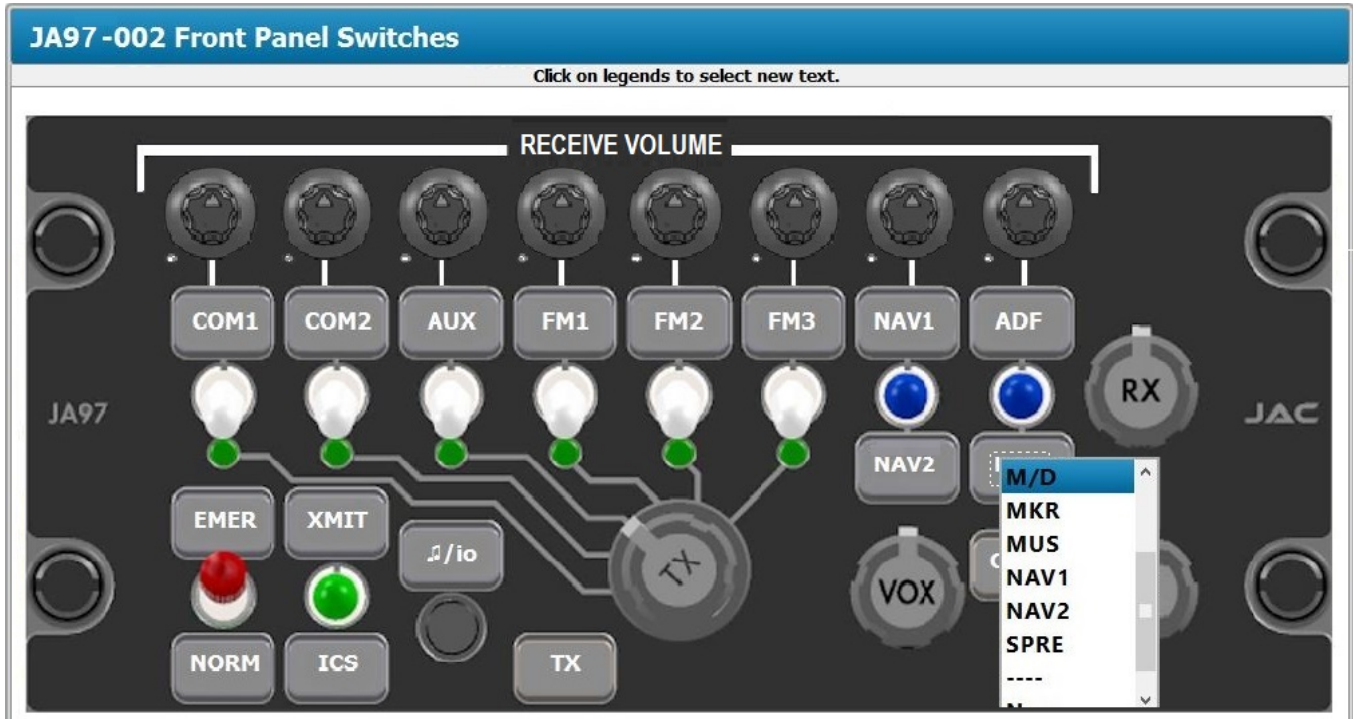 JA97-002 Front Panel Switches
Click on legends to select new text.
RECEIVE VOLUME
COM1 COM2 AUX FM1 FM2 FM3 NAV1 ADF
RX
JA97
JAC
NAV2
EMER XMIT
♫/io
TX
VOX
NORM ICS TX
M/D
MKR
MUS
NAV1
NAV2
SPRE
----